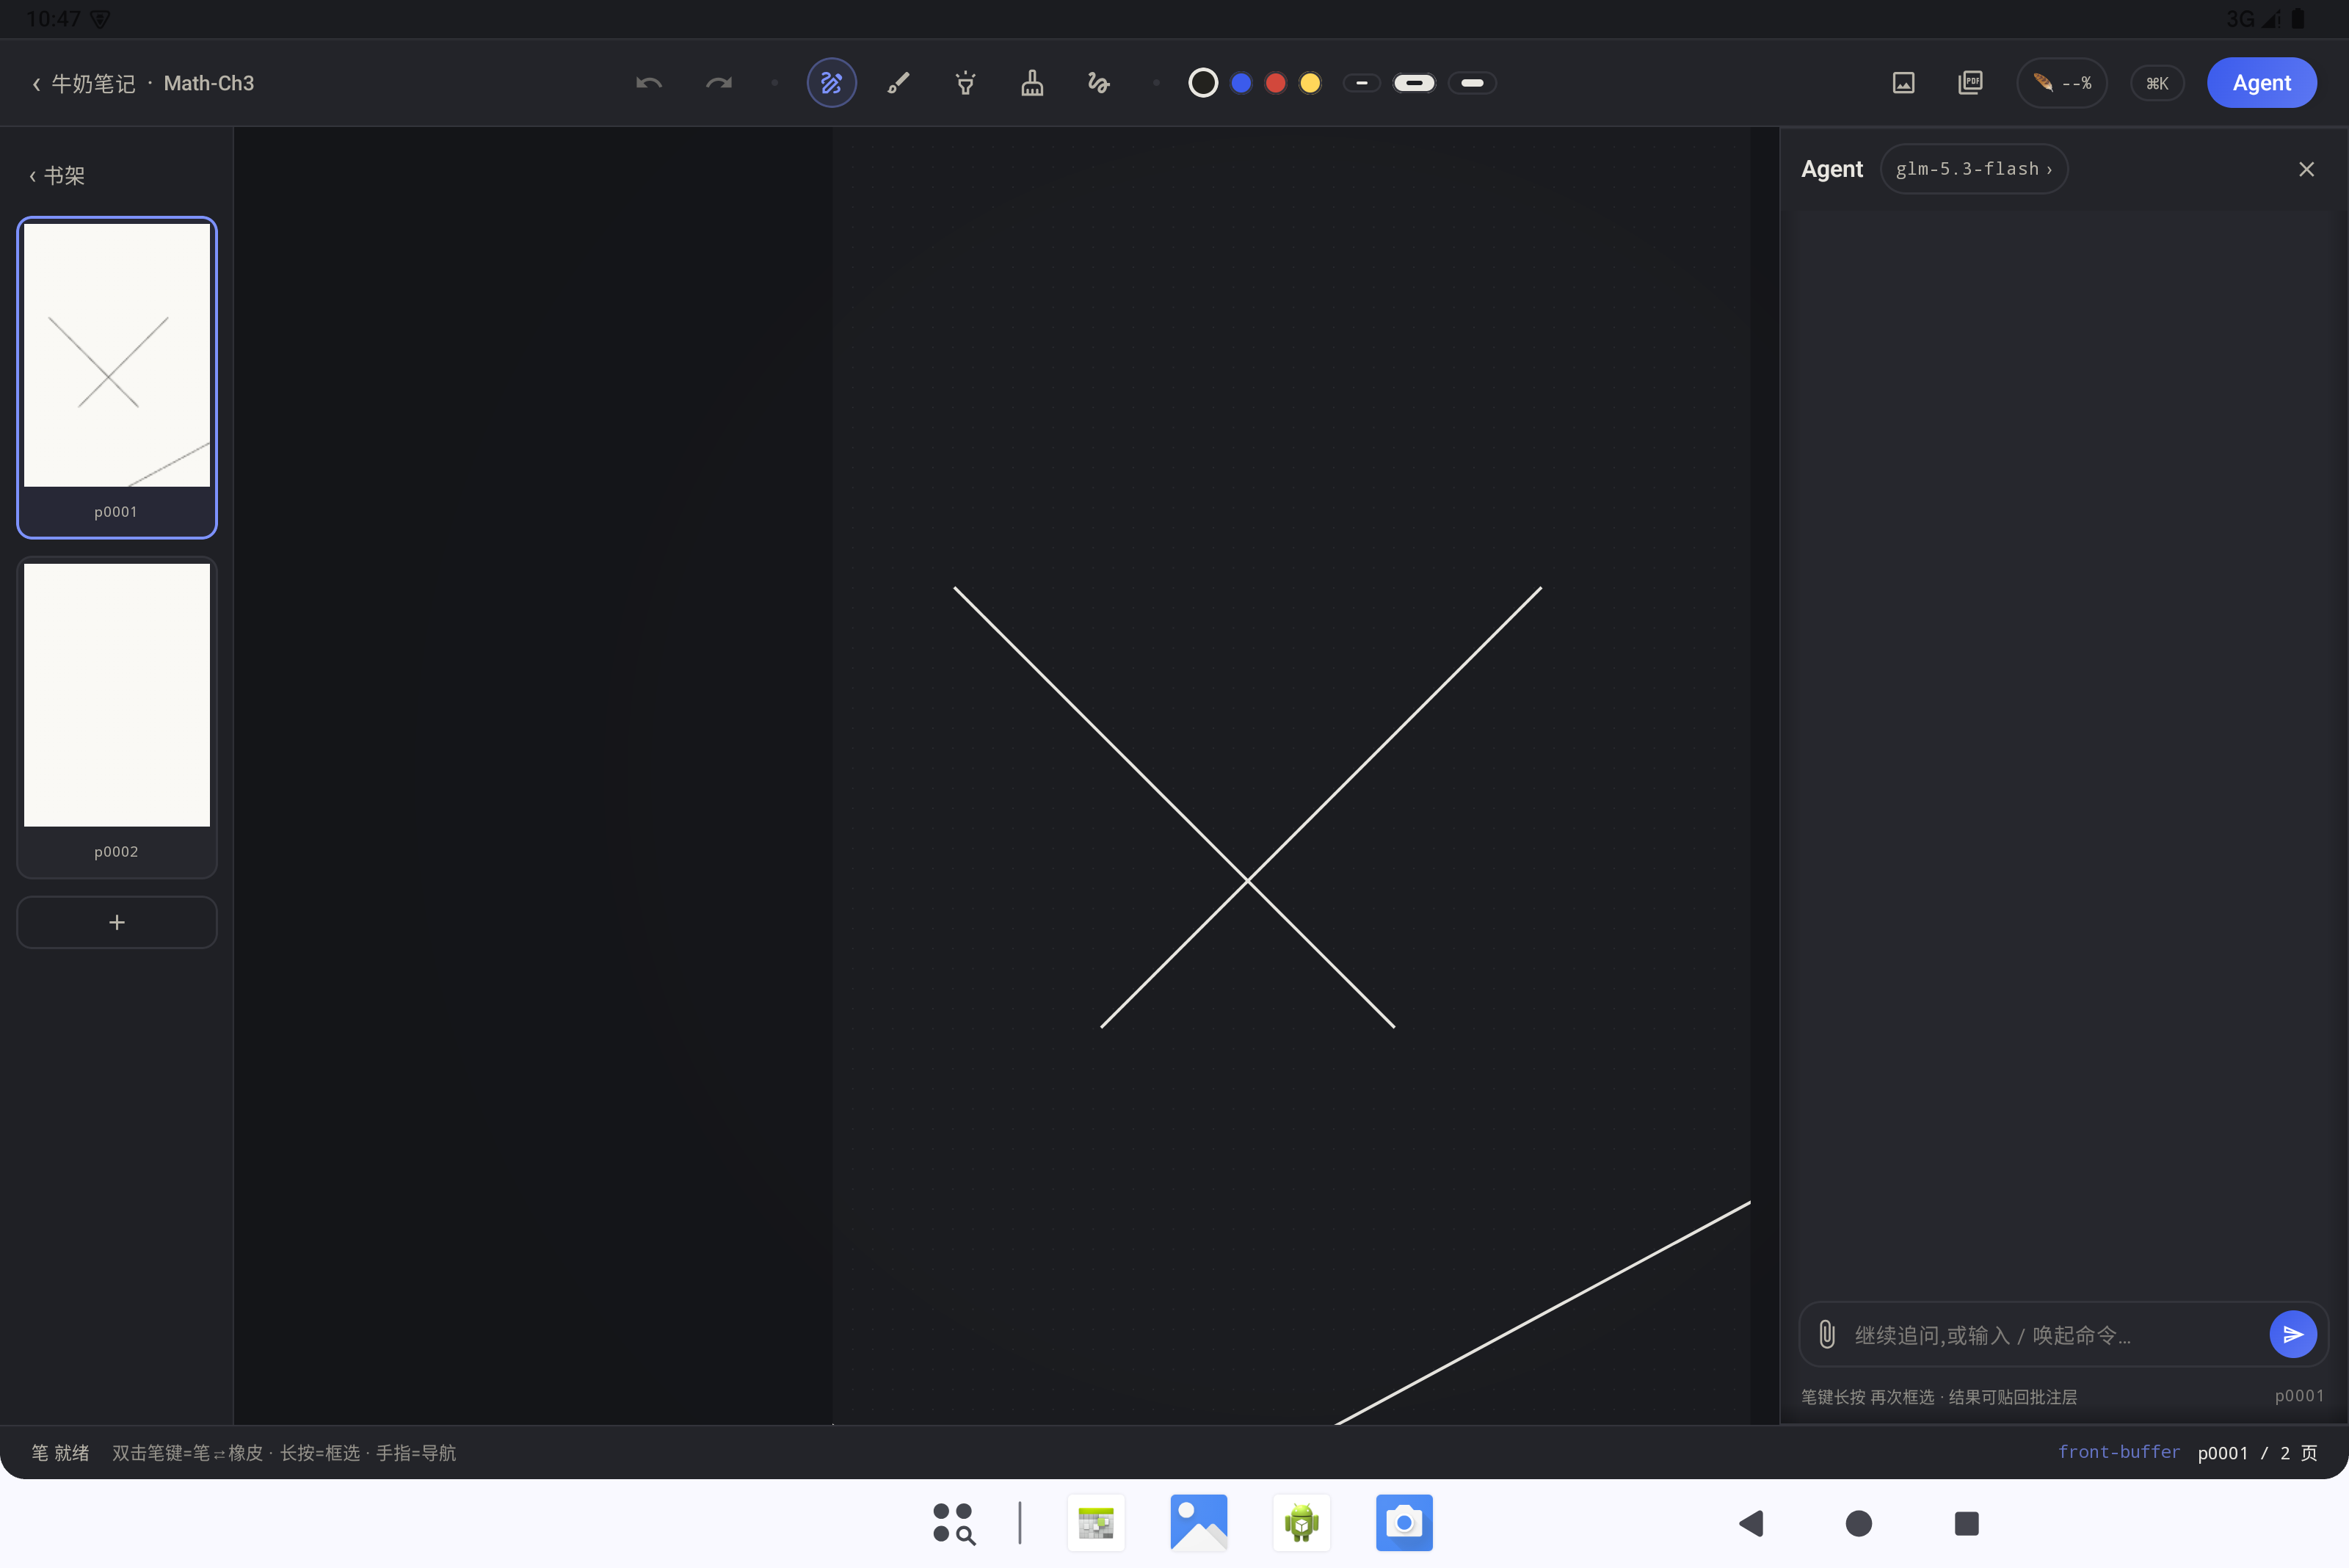 10:47
3G
‹ 牛奶笔记 · Math-Ch3
--%
⌘K
Agent
‹ 书架
p0001
p0002
+
Agent
glm-5.3-flash ›
继续追问,或输入 / 唤起命令…
笔键长按 再次框选 · 结果可贴回批注层
p0001
笔 就绪
双击笔键=笔⇄橡皮 · 长按=框选 · 手指=导航
front-buffer
p0001 / 2 页